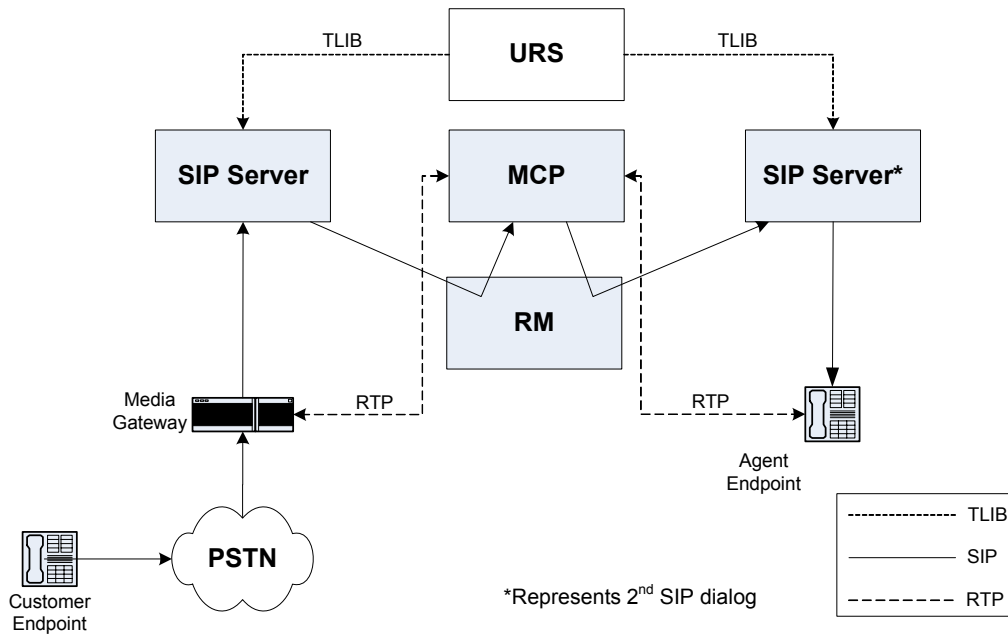 TLIB
URS
TLIB
SIP Server
MCP
SIP Server*
RM
Media
Gateway
RTP
RTP
Agent
Endpoint
PSTN
Customer
Endpoint
*Represents 2nd SIP dialog
TLIB
SIP
RTP